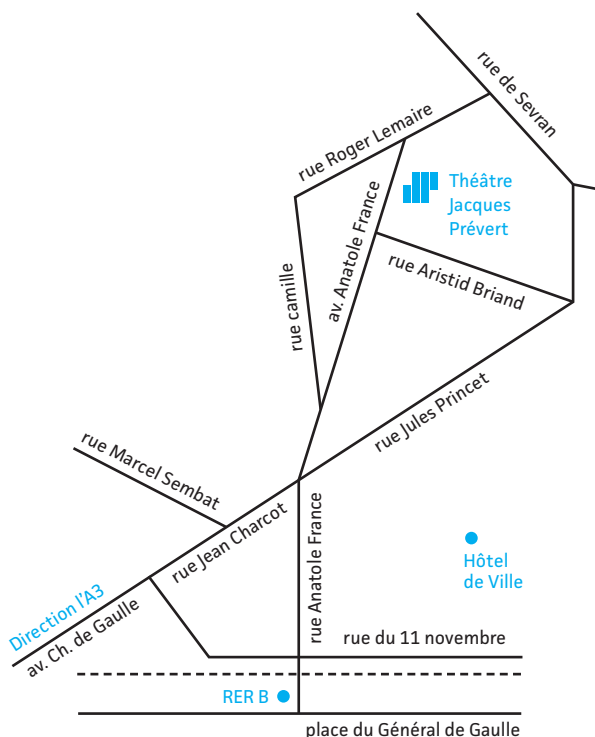 rue de Sevran
rue Roger Lemaire
Théâtre
Jacques
Prévert
av. Anatole France
rue camille
rue Aristid Briand
rue Jules Princet
rue Marcel Sembat
rue Jean Charcot
rue Anatole France
Hôtel
de Ville
Direction l'A3
av. Ch. de Gaulle
rue du 11 novembre
RER B
place du Général de Gaulle